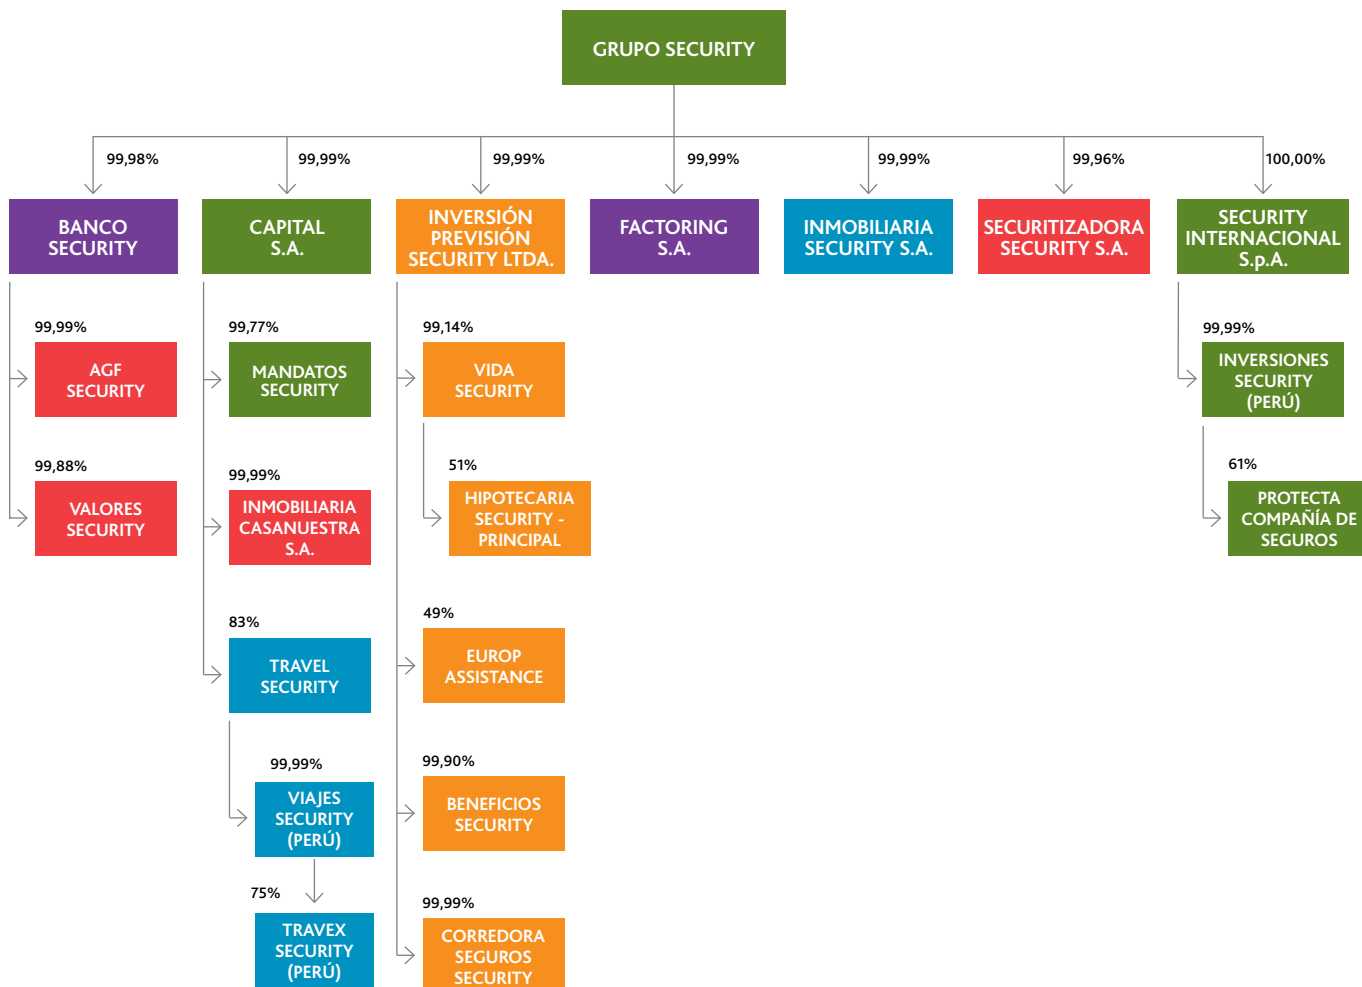 GRUPO SECURITY
99,98%
99,99%
99,99%
99,99%
99,99%
99,96%
100,00%
BANCO
SECURITY
CAPITAL
S.A.
INVERSIÓN
PREVISIÓN
SECURITY LTDA.
FACTORING
S.A.
INMOBILIARIA
SECURITY S.A.
SECURITIZADORA
SECURITY S.A.
SECURITY
INTERNACIONAL
S.p.A.
99,99%
AGF
SECURITY
99,88%
VALORES
SECURITY
99,77%
MANDATOS
SECURITY
99,99%
INMOBILIARIA
CASANUESTRA
S.A.
83%
TRAVEL
SECURITY
99,99%
VIAJES
SECURITY
(PERÚ)
75%
TRAVEX
SECURITY
(PERÚ)
99,14%
VIDA
SECURITY
51%
HIPOTECARIA
SECURITY -
PRINCIPAL
49%
EUROP
ASSISTANCE
99,90%
BENEFICIOS
SECURITY
99,99%
CORREDORA
SEGUROS
SECURITY
99,99%
INVERSIONES
SECURITY
(PERÚ)
61%
PROTECTA
COMPAÑÍA DE
SEGUROS